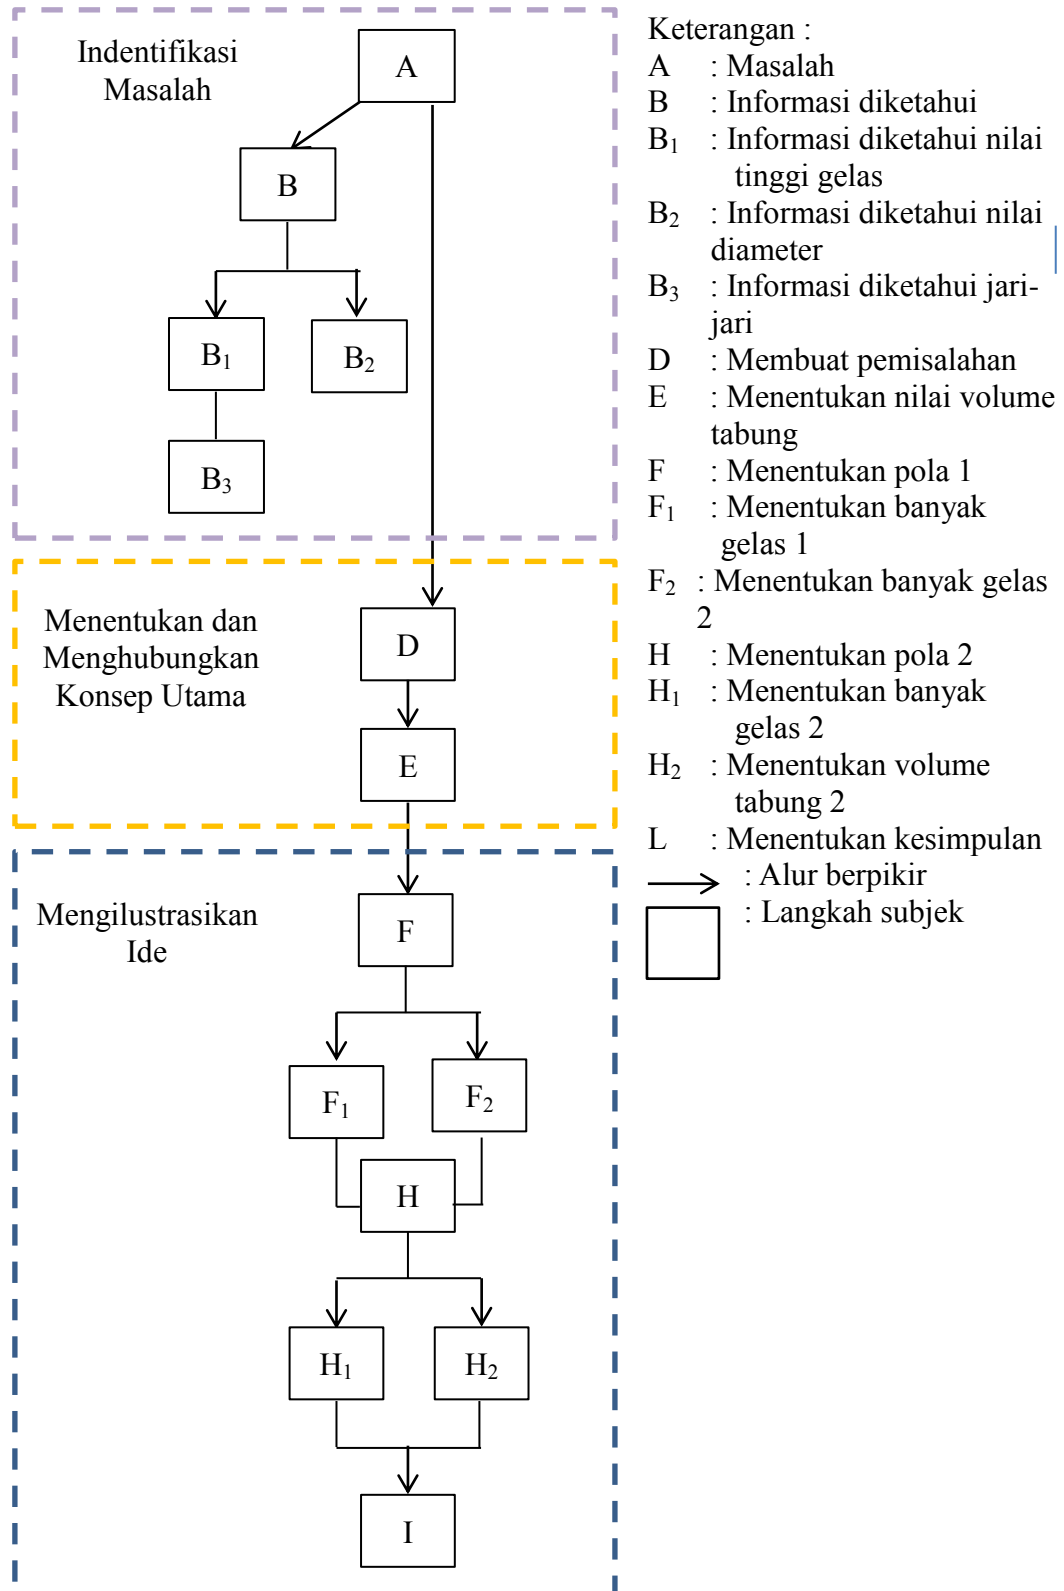 Indentifikasi
Masalah
A
B
B₁
B₂
B₃
Menentukan dan
Menghubungkan
Konsep Utama
D
E
Mengilustrasikan
Ide
F
F₁
F₂
H
H₁
H₂
I
Keterangan :
A : Masalah
B : Informasi diketahui
B₁ : Informasi diketahui nilai
tinggi gelas
B₂ : Informasi diketahui nilai
diameter
B₃ : Informasi diketahui jari-
jari
D : Membuat pemisalahan
E : Menentukan nilai volume
tabung
F : Menentukan pola 1
F₁ : Menentukan banyak
gelas 1
F₂ : Menentukan banyak gelas
2
H : Menentukan pola 2
H₁ : Menentukan banyak
gelas 2
H₂ : Menentukan volume
tabung 2
L : Menentukan kesimpulan
: Alur berpikir
: Langkah subjek